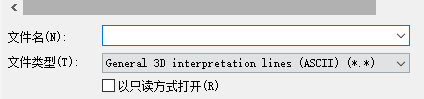 文件名(N):
文件类型(T): General 3D interpretation lines (ASCII) (*.*)
以只读方式打开(R)